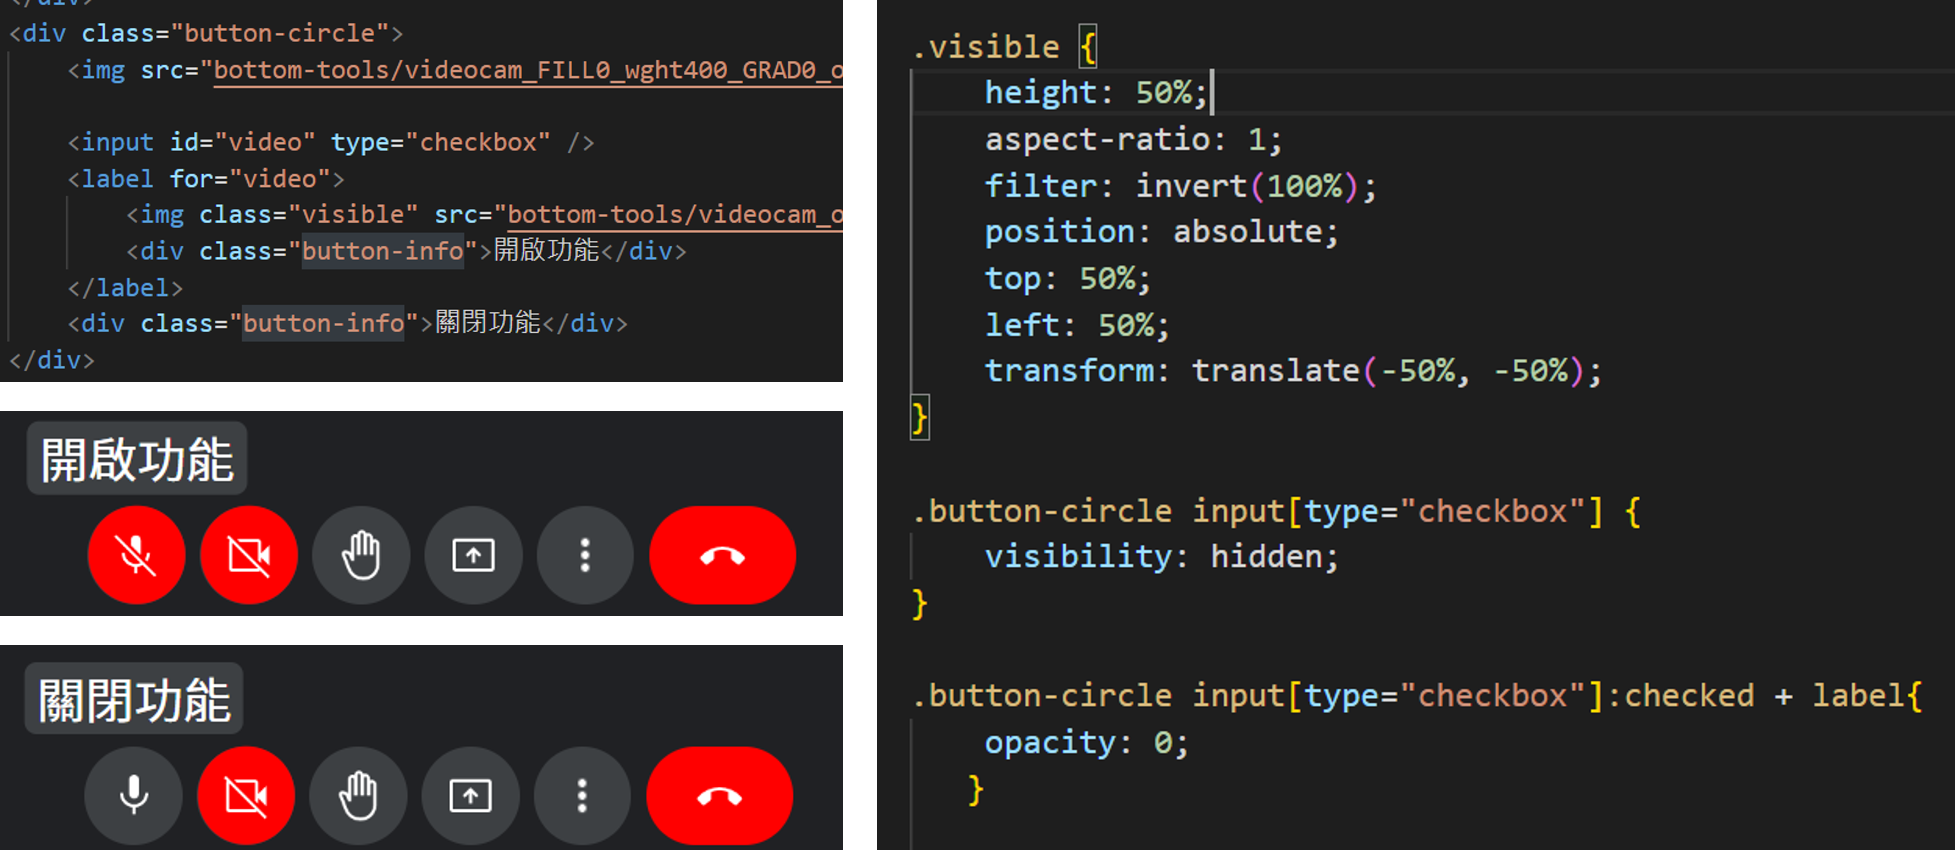 </div>
<div class="button-circle">
<img src="bottom-tools/videocam_FILL0_wght400_GRAD0_o
<input id="video" type="checkbox" />
<label for="video">
<img class="visible" src="bottom-tools/videocam_o
<div class="button-info">開啟功能</div>
</label>
<div class="button-info">關閉功能</div>
</div>
開啟功能
關閉功能
.visible {
height: 50%;
aspect-ratio: 1;
filter: invert(100%);
position: absolute;
top: 50%;
left: 50%;
transform: translate(-50%, -50%);
}
.button-circle input[type="checkbox"] {
visibility: hidden;
}
.button-circle input[type="checkbox"]:checked + label{
opacity: 0;
}